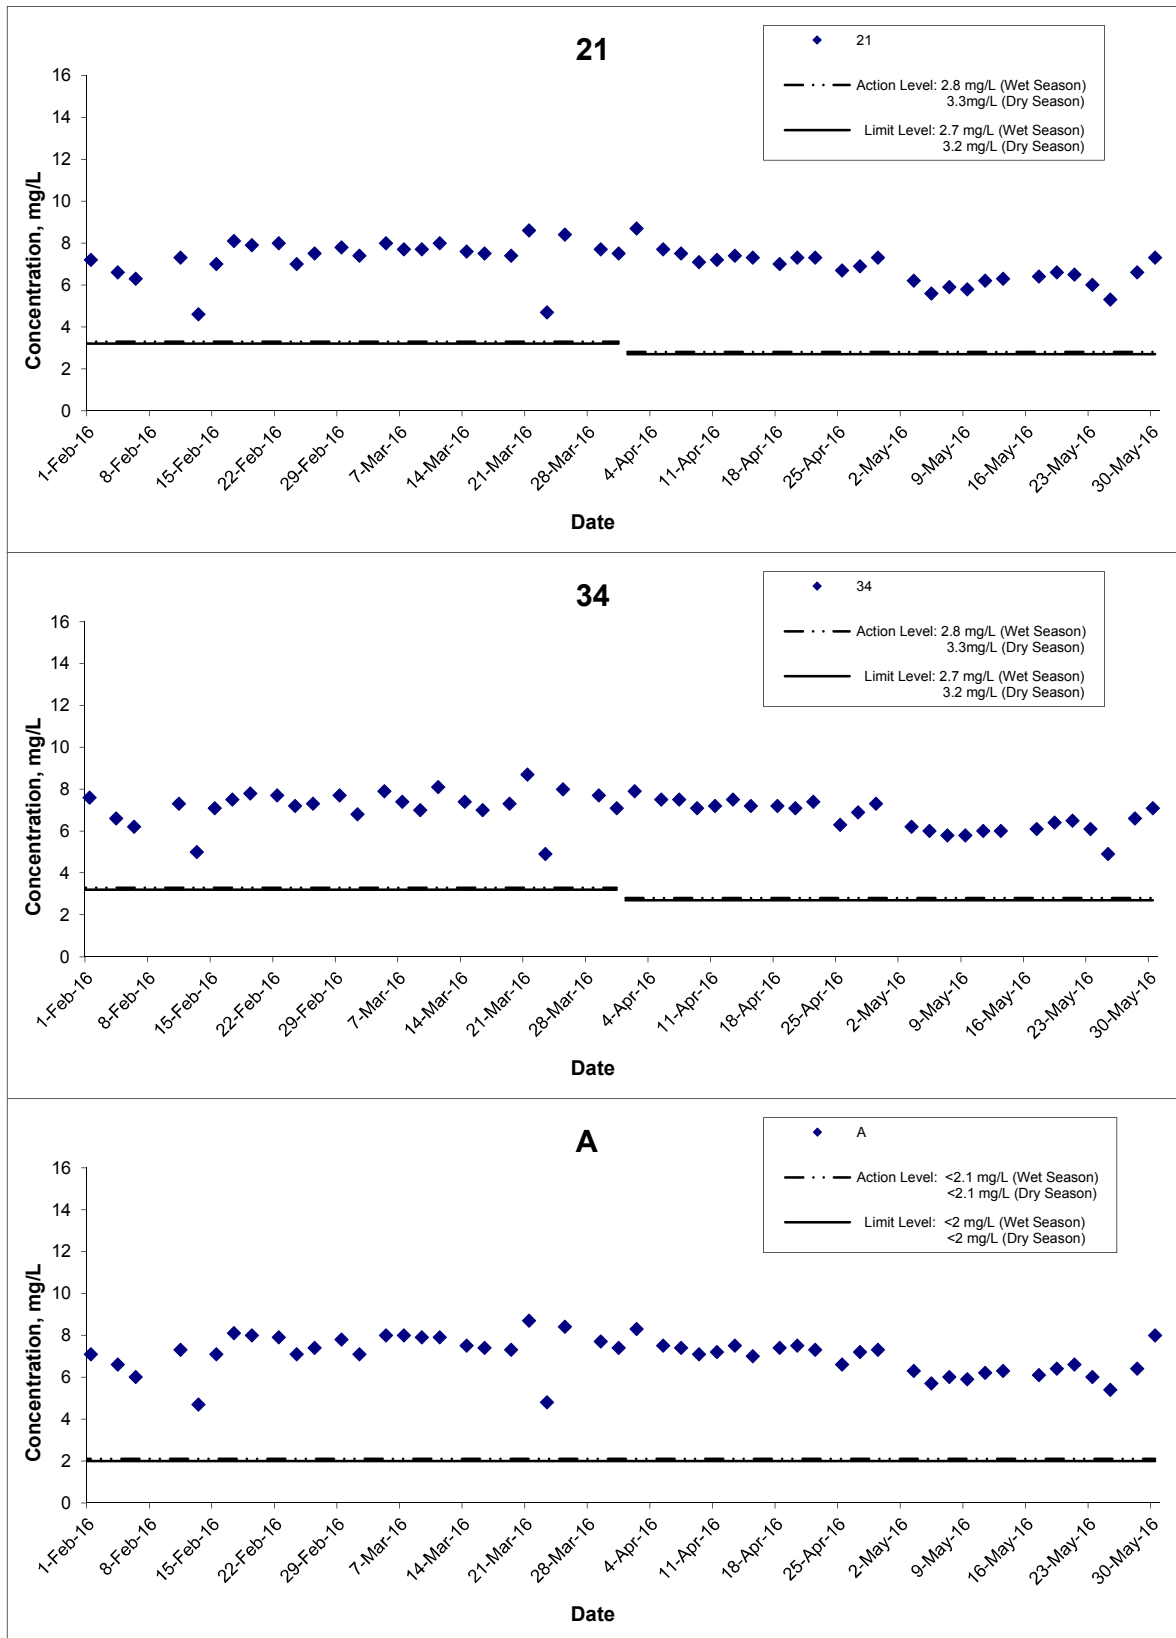 21
21
Action Level: 2.8 mg/L (Wet Season)
3.3mg/L (Dry Season)
Limit Level: 2.7 mg/L (Wet Season)
3.2 mg/L (Dry Season)
Concentration, mg/L
16
14
12
10
8
6
4
2
0
1-Feb-16
8-Feb-16
15-Feb-16
22-Feb-16
29-Feb-16
7-Mar-16
14-Mar-16
21-Mar-16
28-Mar-16
4-Apr-16
11-Apr-16
18-Apr-16
25-Apr-16
2-May-16
9-May-16
16-May-16
23-May-16
30-May-16
Date
34
34
Action Level: 2.8 mg/L (Wet Season)
3.3mg/L (Dry Season)
Limit Level: 2.7 mg/L (Wet Season)
3.2 mg/L (Dry Season)
Concentration, mg/L
16
14
12
10
8
6
4
2
0
1-Feb-16
8-Feb-16
15-Feb-16
22-Feb-16
29-Feb-16
7-Mar-16
14-Mar-16
21-Mar-16
28-Mar-16
4-Apr-16
11-Apr-16
18-Apr-16
25-Apr-16
2-May-16
9-May-16
16-May-16
23-May-16
30-May-16
Date
A
A
Action Level: <2.1 mg/L (Wet Season)
<2.1 mg/L (Dry Season)
Limit Level: <2 mg/L (Wet Season)
<2 mg/L (Dry Season)
Concentration, mg/L
16
14
12
10
8
6
4
2
0
1-Feb-16
8-Feb-16
15-Feb-16
22-Feb-16
29-Feb-16
7-Mar-16
14-Mar-16
21-Mar-16
28-Mar-16
4-Apr-16
11-Apr-16
18-Apr-16
25-Apr-16
2-May-16
9-May-16
16-May-16
23-May-16
30-May-16
Date